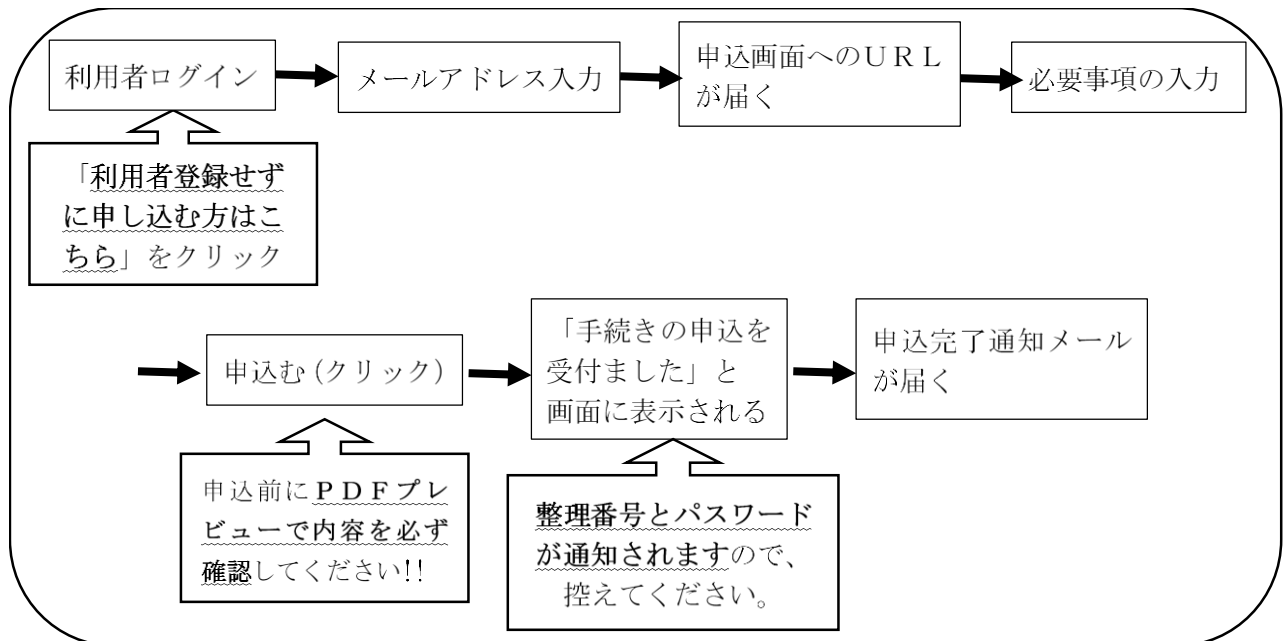 利用者ログイン
メールアドレス入力
申込画面へのＵＲＬ
が届く
必要事項の入力
「利用者登録せず
に申し込む方はこ
ちら」をクリック
申込む(クリック)
「手続きの申込を
受付ました」と
画面に表示される
申込完了通知メール
が届く
申込前にＰＤＦプレ
ビューで内容を必ず
確認してください!!
整理番号とパスワード
が通知されますので、
控えてください。